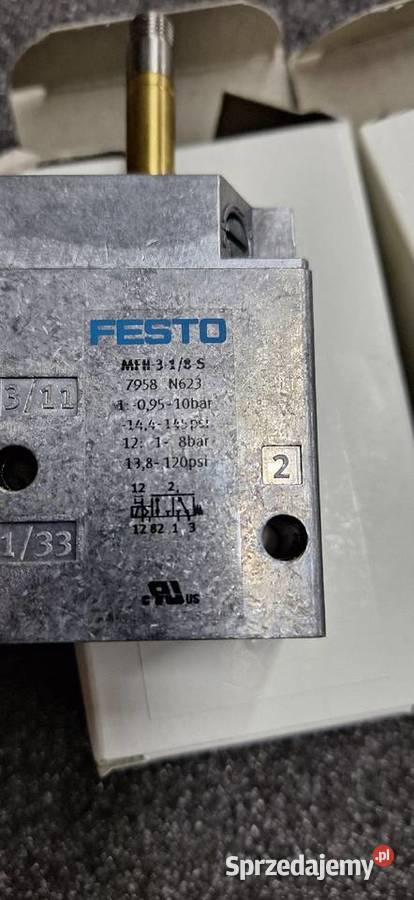 FESTO
MFH-3-1/8-S
7958 N623
1: -0,95-10bar
-14,4-145psi
12: 1- 8bar
13,8-120psi
3/11
2
12 2
12 82 1 3
1/33
c RU US
Sprzedajemy.pl